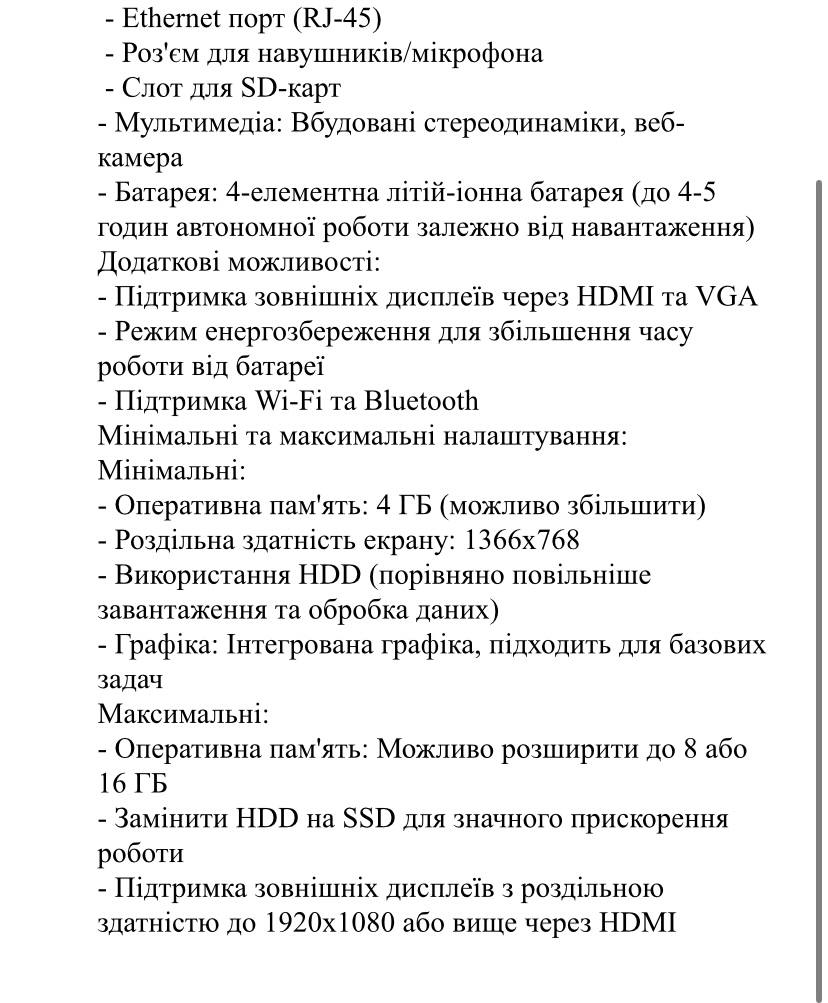 - Ethernet порт (RJ-45)
- Роз'єм для навушників/мікрофона
- Слот для SD-карт
- Мультимедіа: Вбудовані стереодинаміки, веб-
камера
- Батарея: 4-елементна літій-іонна батарея (до 4-5
годин автономної роботи залежно від навантаження)
Додаткові можливості:
- Підтримка зовнішніх дисплеїв через HDMI та VGA
- Режим енергозбереження для збільшення часу
роботи від батареї
- Підтримка Wi-Fi та Bluetooth
Мінімальні та максимальні налаштування:
Мінімальні:
- Оперативна пам'ять: 4 ГБ (можливо збільшити)
- Роздільна здатність екрану: 1366x768
- Використання HDD (порівняно повільніше
завантаження та обробка даних)
- Графіка: Інтегрована графіка, підходить для базових
задач
Максимальні:
- Оперативна пам'ять: Можливо розширити до 8 або
16 ГБ
- Замінити HDD на SSD для значного прискорення
роботи
- Підтримка зовнішніх дисплеїв з роздільною
здатністю до 1920x1080 або вище через HDMI